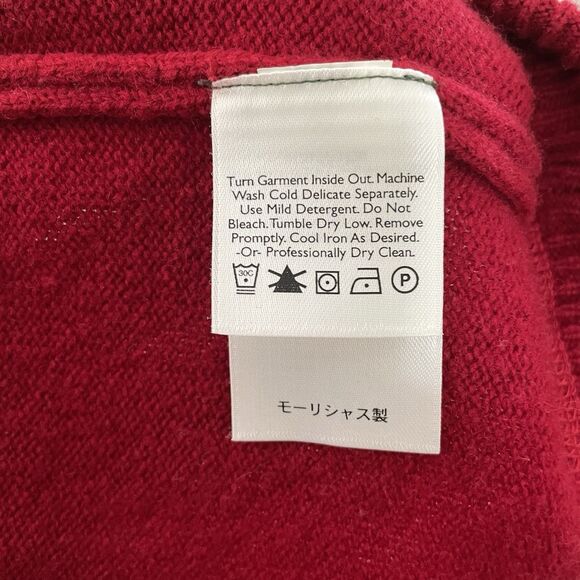 Turn Garment Inside Out. Machine
Wash Cold Delicate Separately.
Use Mild Detergent. Do Not
Bleach. Tumble Dry Low. Remove
Promptly. Cool Iron As Desired.
-Or- Professionally Dry Clean.
30C P
モーリシャス製